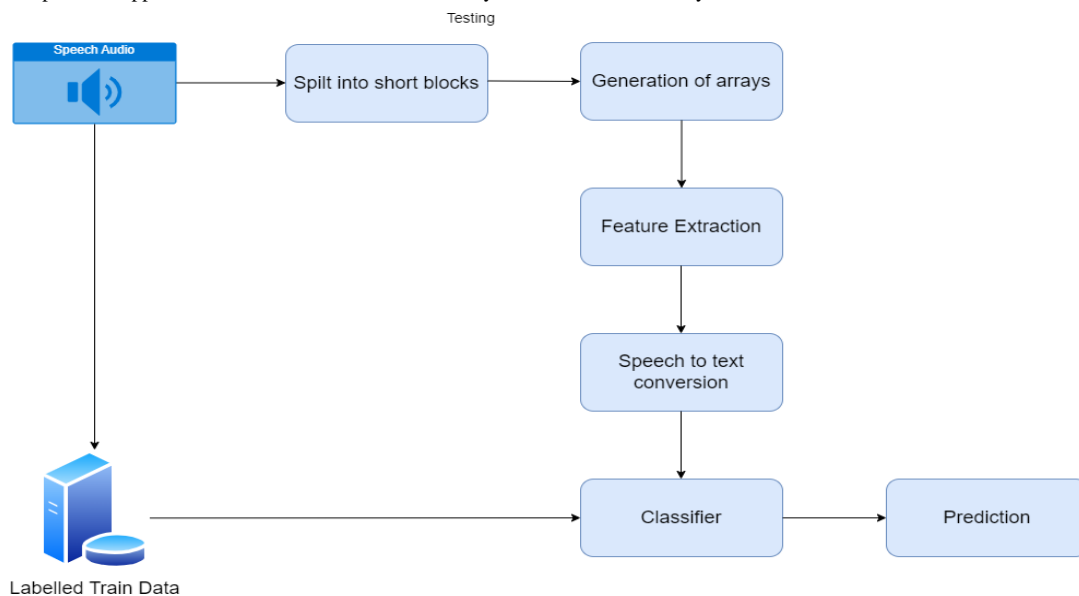 Testing
Speech Audio
Spilt into short blocks
Generation of arrays
Feature Extraction
Speech to text
conversion
Classifier
Prediction
Labelled Train Data